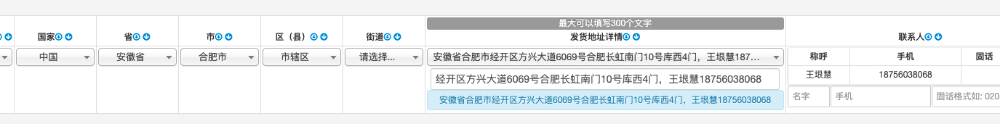 最大可以填写300个文字
国家 省 市 区（县） 街道 发货地址详情 联系人
中国 安徽省 合肥市 市辖区 请选择... 安徽省合肥市经开区方兴大道6069号合肥长虹南门10号库西4门，王垠慧187... 称呼 手机 固话
经开区方兴大道6069号合肥长虹南门10号库西4门，王垠慧18756038068 王垠慧 18756038068
安徽省合肥市经开区方兴大道6069号合肥长虹南门10号库西4门，王垠慧18756038068 名字 手机 固话格式如: 020